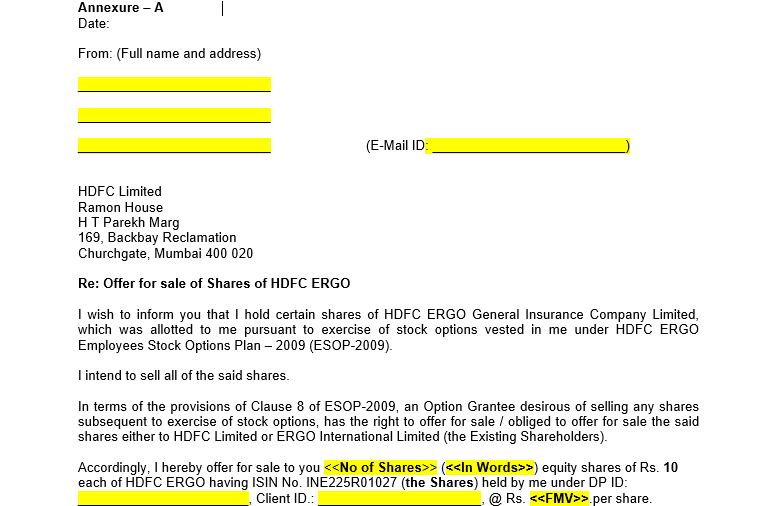 Annexure – A
Date:
From: (Full name and address)
(E-Mail ID: ____________________________)
HDFC Limited
Ramon House
H T Parekh Marg
169, Backbay Reclamation
Churchgate, Mumbai 400 020
Re: Offer for sale of Shares of HDFC ERGO
I wish to inform you that I hold certain shares of HDFC ERGO General Insurance Company Limited,
which was allotted to me pursuant to exercise of stock options vested in me under HDFC ERGO
Employees Stock Options Plan – 2009 (ESOP-2009).
I intend to sell all of the said shares.
In terms of the provisions of Clause 8 of ESOP-2009, an Option Grantee desirous of selling any shares
subsequent to exercise of stock options, has the right to offer for sale / obliged to offer for sale the said
shares either to HDFC Limited or ERGO International Limited (the Existing Shareholders).
Accordingly, I hereby offer for sale to you <<No of Shares>> (<<In Words>>) equity shares of Rs. 10
each of HDFC ERGO having ISIN No. INE225R01027 (the Shares) held by me under DP ID:
_________________________, Client ID.: ________________________, @ Rs. <<FMV>>.per share.